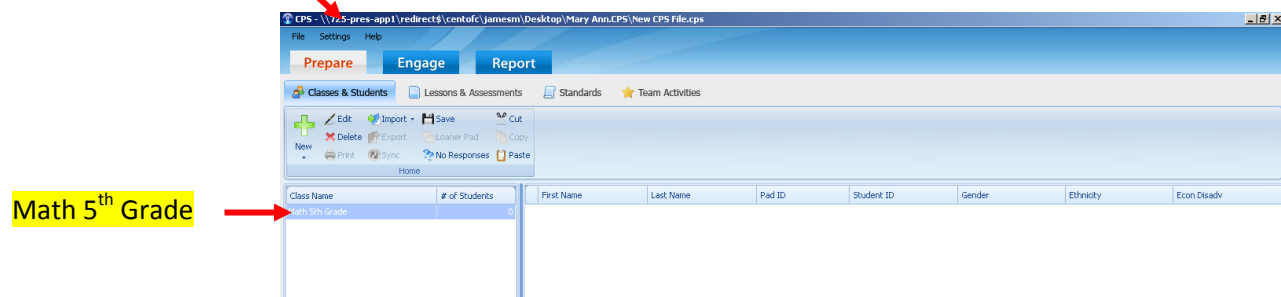 CPS - \\725-pres-app1\redirect$\centofc\jamesm\Desktop\Mary Ann.CPS\New CPS File.cps
File Settings Help
Prepare Engage Report
Classes & Students Lessons & Assessments Standards Team Activities
New Edit Import Save Cut
Delete Export Loaner Pad Copy
Print Sync No Responses Paste
Home
Class Name # of Students First Name Last Name Pad ID Student ID Gender Ethnicity Econ Disadv
Math 5th Grade 0
Math 5th Grade